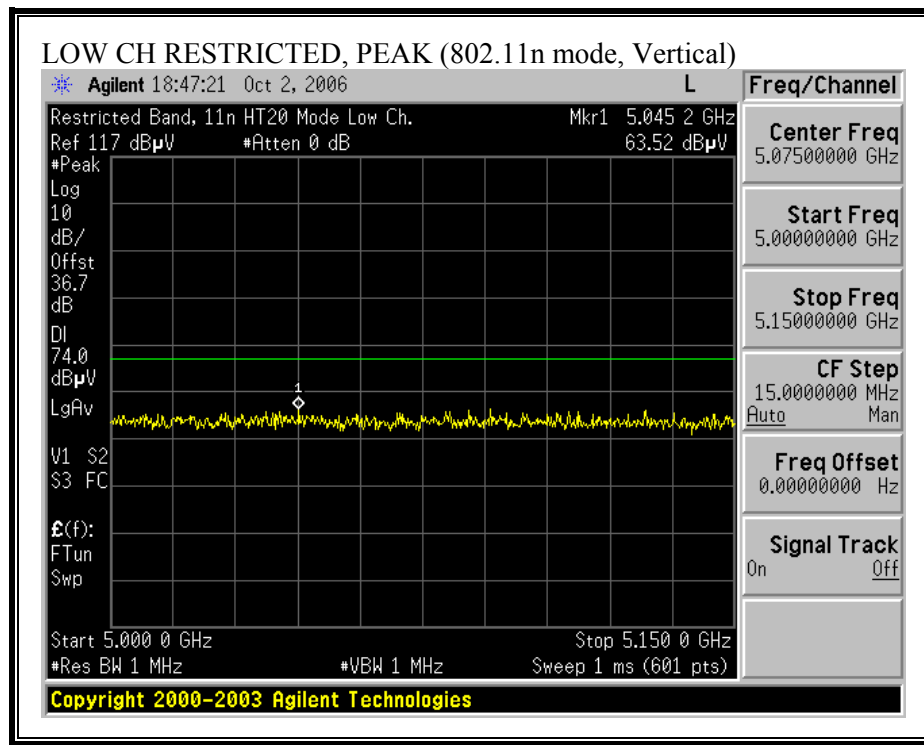 LOW CH RESTRICTED, PEAK (802.11n mode, Vertical)
Agilent 18:47:21 Oct 2, 2006 L
Freq/Channel
Restricted Band, 11n HT20 Mode Low Ch. Mkr1 5.045 2 GHz
Ref 117 dBµV #Atten 0 dB 63.52 dBµV
#Peak
Log
10
dB/
Offst
36.7
dB
DI
74.0
dBµV
LgAv
V1 S2
S3 FC
£(f):
FTun
Swp
1
Start 5.000 0 GHz Stop 5.150 0 GHz
#Res BW 1 MHz #VBW 1 MHz Sweep 1 ms (601 pts)
Center Freq
5.07500000 GHz
Start Freq
5.00000000 GHz
Stop Freq
5.15000000 GHz
CF Step
15.0000000 MHz
Auto Man
Freq Offset
0.00000000 Hz
Signal Track
On Off
Copyright 2000-2003 Agilent Technologies